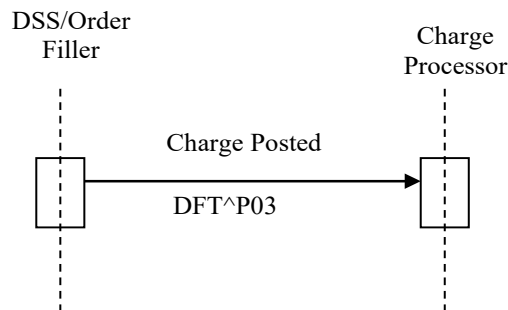 DSS/Order
Filler
Charge
Processor
Charge Posted
DFT^P03